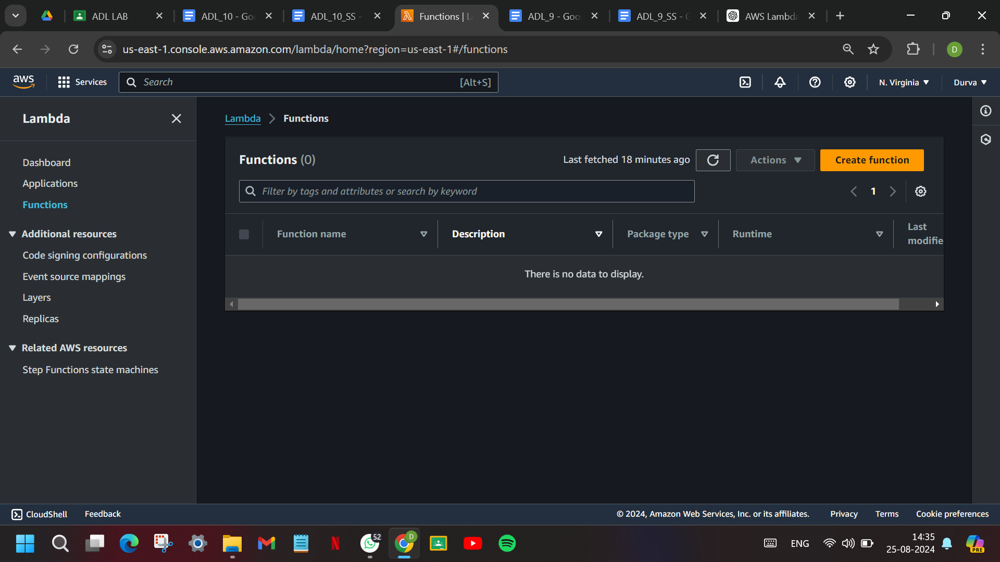 ADL LAB
ADL_10 - Goo
ADL_10_SS -
Functions | La
ADL_9 - Goo
ADL_9_SS - G
AWS Lambda
us-east-1.console.aws.amazon.com/lambda/home?region=us-east-1#/functions
D
aws
Services
Search
[Alt+S]
N. Virginia
Durva
Lambda
Dashboard
Applications
Functions
Additional resources
Code signing configurations
Event source mappings
Layers
Replicas
Related AWS resources
Step Functions state machines
Lambda
Functions
Functions (0)
Last fetched 18 minutes ago
Actions
Create function
Filter by tags and attributes or search by keyword
1
Function name
Description
Package type
Runtime
Last
modifie
There is no data to display.
CloudShell
Feedback
© 2024, Amazon Web Services, Inc. or its affiliates.
Privacy
Terms
Cookie preferences
N
52
D
ENG
14:35
25-08-2024
PRE